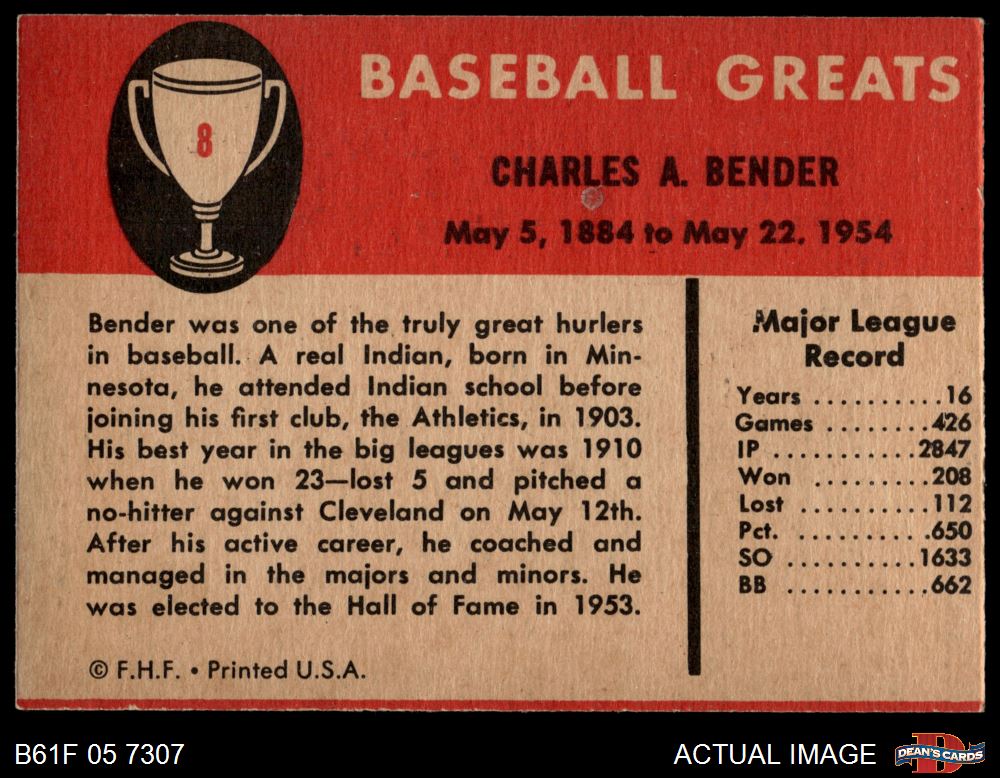 8
BASEBALL GREATS
CHARLES A. BENDER
May 5, 1884 to May 22, 1954
Bender was one of the truly great hurlers
in baseball. A real Indian, born in Min-
nesota, he attended Indian school before
joining his first club, the Athletics, in 1903.
His best year in the big leagues was 1910
when he won 23—lost 5 and pitched a
no-hitter against Cleveland on May 12th.
After his active career, he coached and
managed in the majors and minors. He
was elected to the Hall of Fame in 1953.
© F.H.F. • Printed U.S.A.
Major League
Record
Years ..........16
Games ........426
IP ...........2847
Won .........208
Lost ..........112
Pct. ..........650
SO ..........1633
BB ...........662
B61F 05 7307
ACTUAL IMAGE
D
DEAN'S CARDS